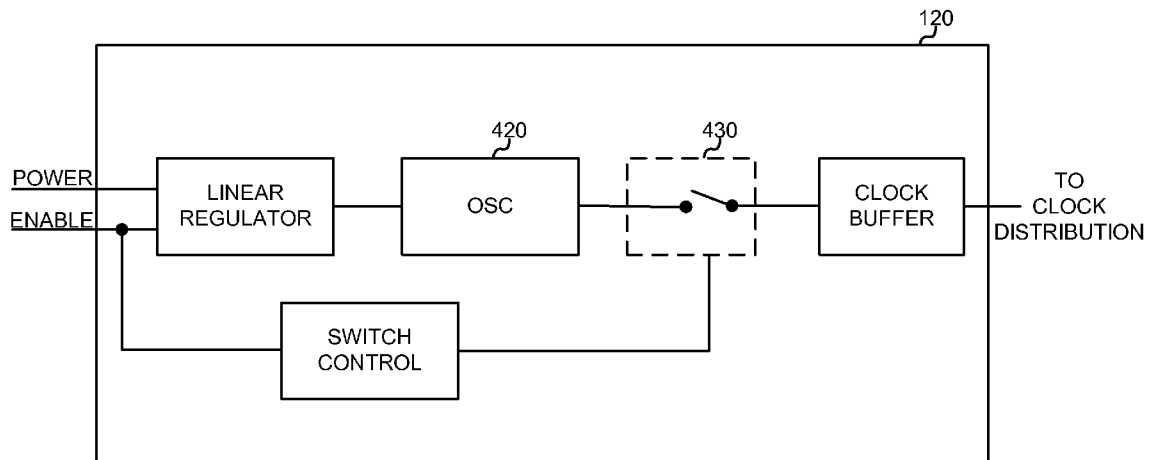 120
420
430
POWER
ENABLE
LINEAR
REGULATOR
OSC
CLOCK
BUFFER
TO
CLOCK
DISTRIBUTION
SWITCH
CONTROL